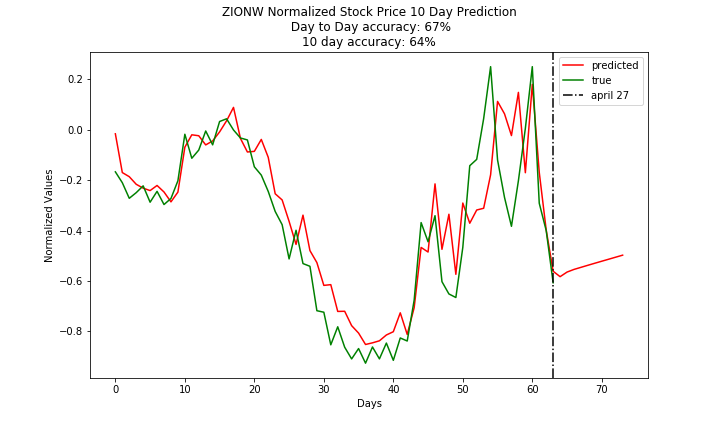 ZIONW Normalized Stock Price 10 Day Prediction
Day to Day accuracy: 67%
10 day accuracy: 64%
predicted
true
april 27
Normalized Values
0.2
0.0
−0.2
−0.4
−0.6
−0.8
0 10 20 30 40 50 60 70
Days